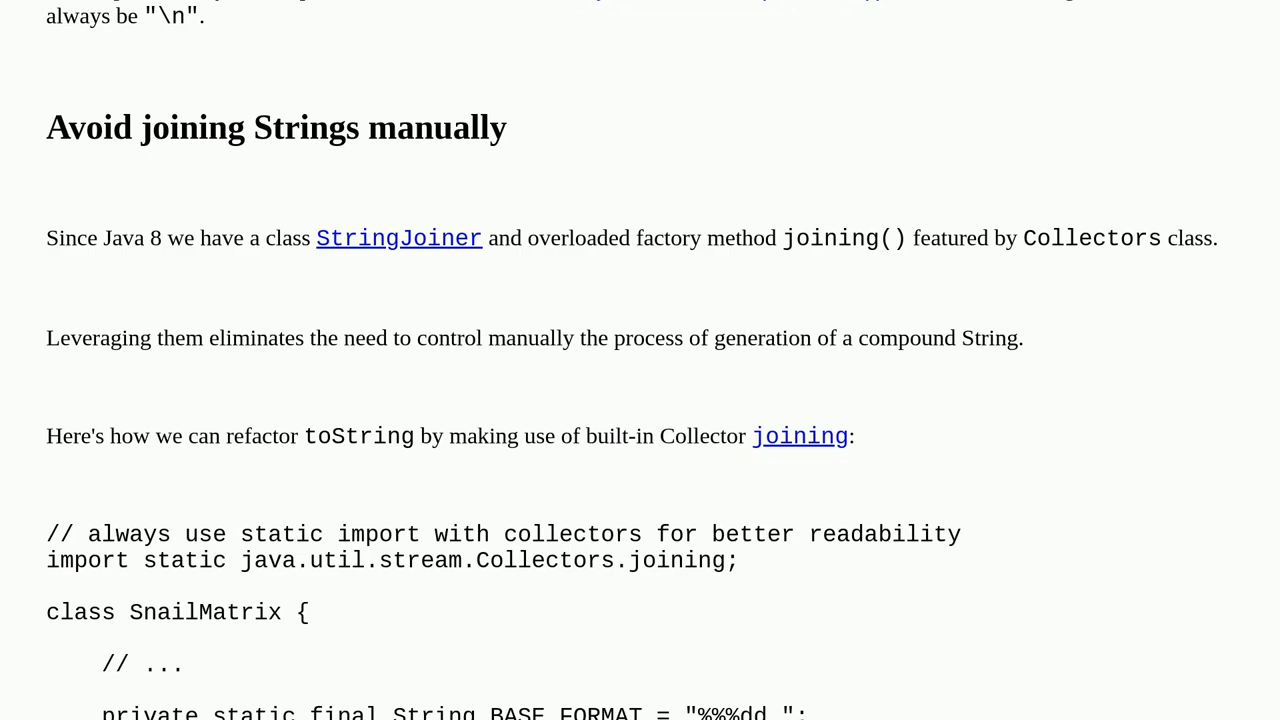 always be "\n".
Avoid joining Strings manually
Since Java 8 we have a class StringJoiner and overloaded factory method joining() featured by Collectors class.
Leveraging them eliminates the need to control manually the process of generation of a compound String.
Here's how we can refactor toString by making use of built-in Collector joining:
// always use static import with collectors for better readability
import static java.util.stream.Collectors.joining;
class SnailMatrix {
// ...
private static final String BASE_FORMAT = "%%%dd ";